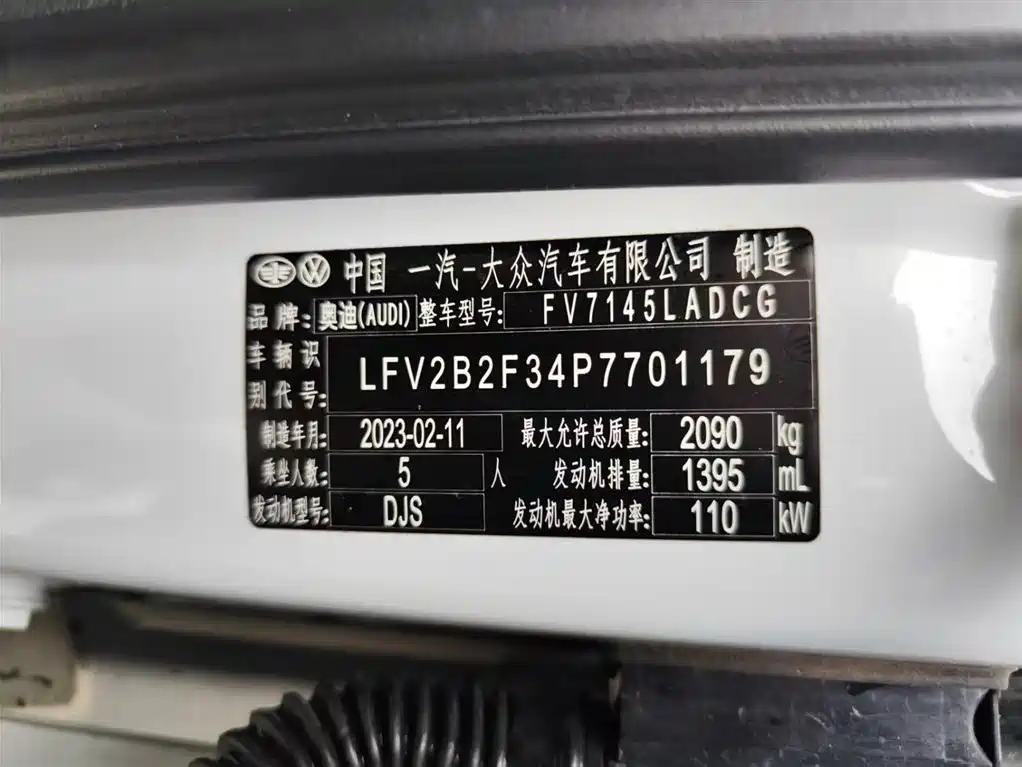 中国 一汽-大众汽车有限公司 制造
品牌: 奥迪(AUDI) 整车型号: FV7145LADCG
车辆识别代号: LFV2B2F34P7701179
制造年月: 2023-02-11 最大允许总质量: 2090 kg
乘坐人数: 5 人 发动机排量: 1395 mL
发动机型号: DJS 发动机最大净功率: 110 kW